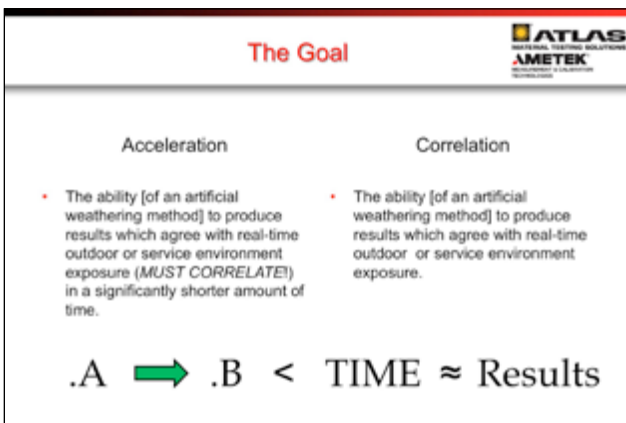 The Goal
ATLAS
MATERIAL TESTING SOLUTIONS
AMETEK
MEASUREMENT & CALIBRATION
TECHNOLOGIES
Acceleration
• The ability [of an artificial
weathering method] to produce
results which agree with real-time
outdoor or service environment
exposure (MUST CORRELATE!)
in a significantly shorter amount of
time.
Correlation
• The ability [of an artificial
weathering method] to produce
results which agree with real-time
outdoor or service environment
exposure.
.A ➡ .B < TIME ≈ Results